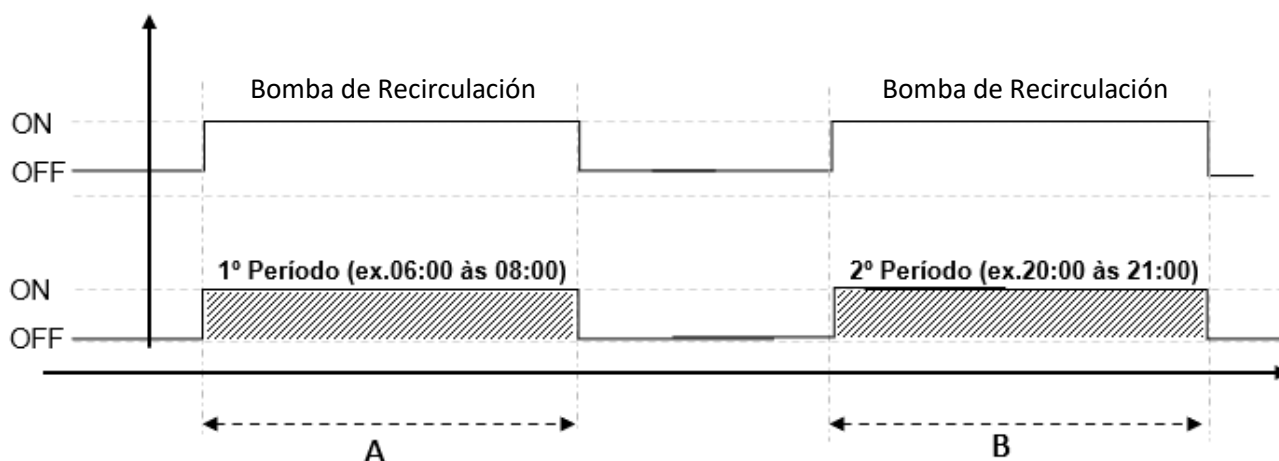 Bomba de Recirculación
Bomba de Recirculación
ON
OFF
1º Período (ex.06:00 às 08:00)
2º Período (ex.20:00 às 21:00)
ON
OFF
A
B